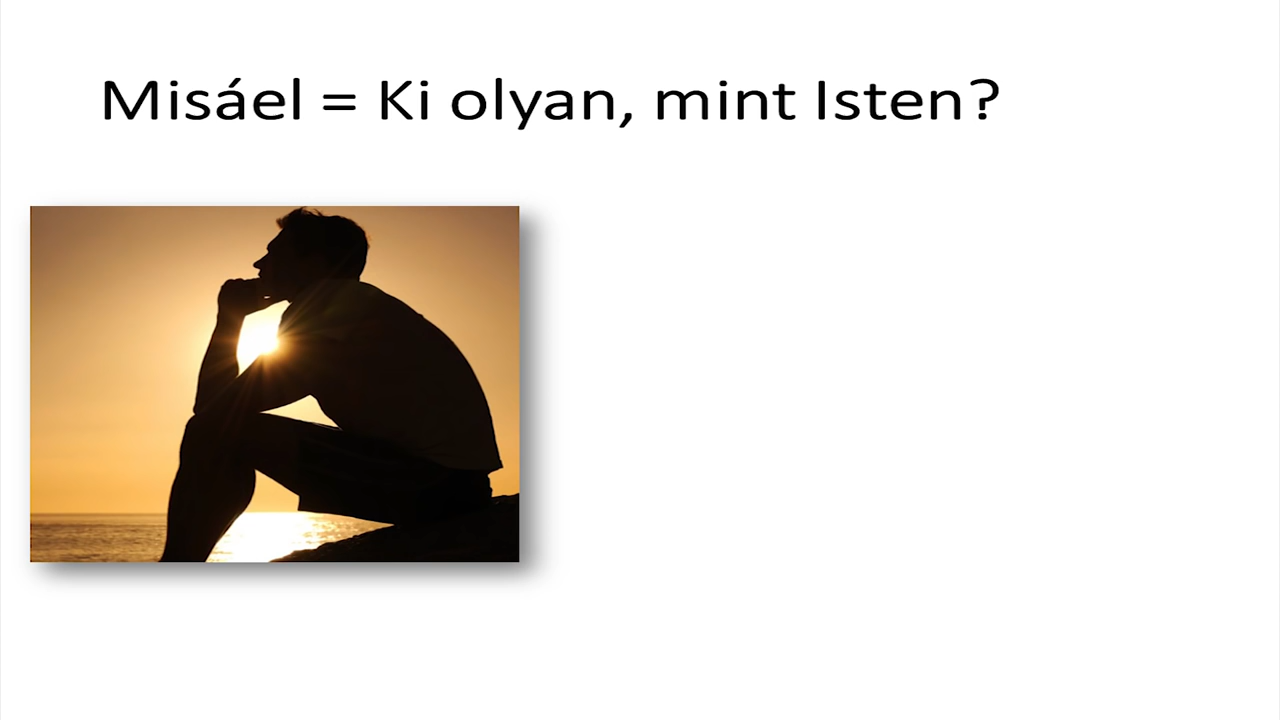 Misáel = Ki olyan, mint Isten?